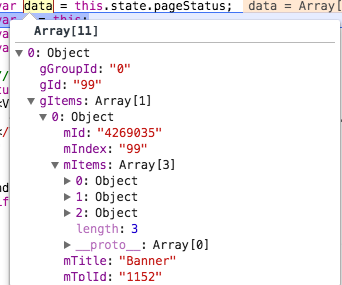 var data = this.state.pageStatus; data = Array[
var = this;
Array[11]
▼ 0: Object
gGroupId: "0"
gId: "99"
▼ gItems: Array[1]
▼ 0: Object
mId: "4269035"
mIndex: "99"
▼ mItems: Array[3]
▶ 0: Object
▶ 1: Object
▶ 2: Object
length: 3
▶ __proto__: Array[0]
mTitle: "Banner"
mTplId: "1152"